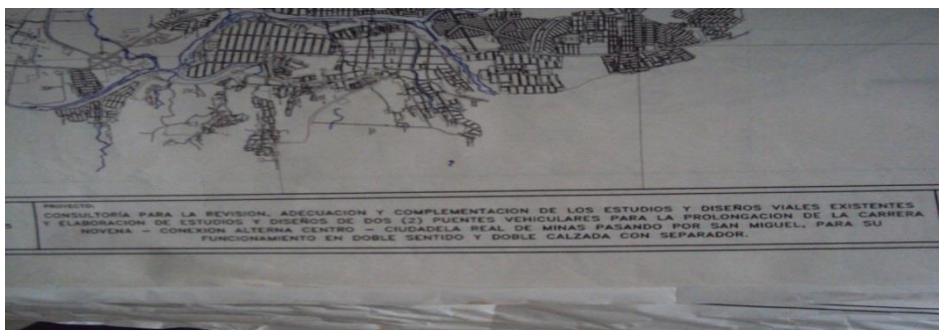 PROYECTO:
CONSULTORÍA PARA LA REVISION, ADECUACION Y COMPLEMENTACION DE LOS ESTUDIOS Y DISEÑOS VIALES EXISTENTES
Y ELABORACION DE ESTUDIOS Y DISEÑOS DE DOS (2) PUENTES VEHICULARES PARA LA PROLONGACION DE LA CARRERA
NOVENA – CONEXION ALTERNA CENTRO – CIUDADELA REAL DE MINAS PASANDO POR SAN MIGUEL, PARA SU
FUNCIONAMIENTO EN DOBLE SENTIDO Y DOBLE CALZADA CON SEPARADOR.